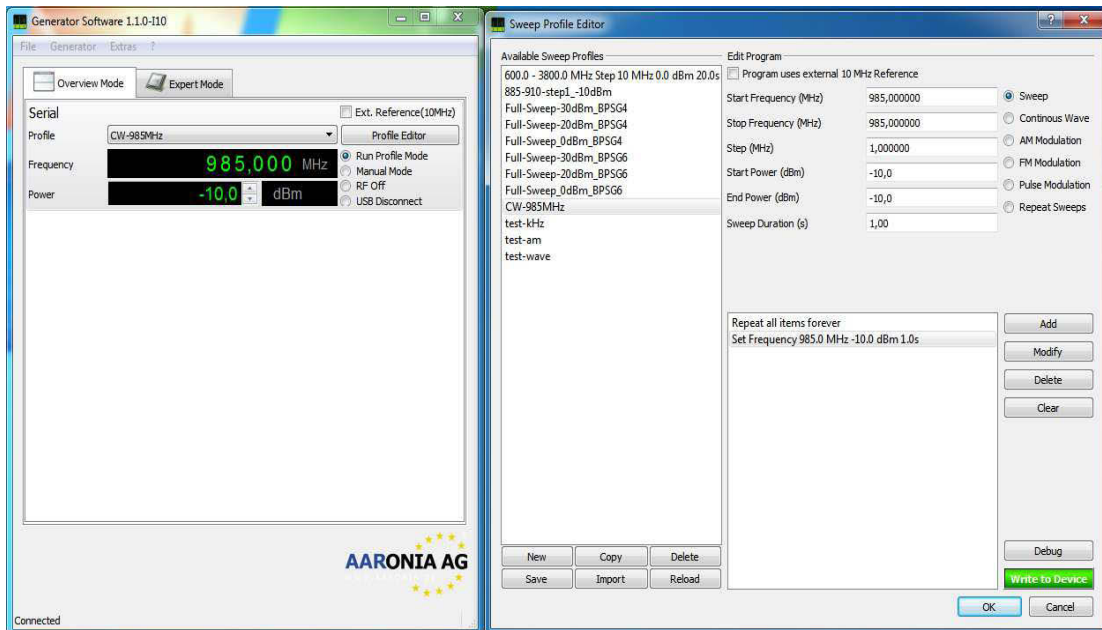 Generator Software 1.1.0-I10
File Generator Extras ?
Overview Mode Expert Mode
Serial Ext. Reference(10MHz)
Profile CW-985MHz Profile Editor
Frequency 985,000 MHz
Run Profile Mode
Manual Mode
Power -10,0 dBm
RF Off
USB Disconnect
AARONIA AG
Connected
Sweep Profile Editor
Available Sweep Profiles
600.0 - 3800.0 MHz Step 10 MHz 0.0 dBm 20.0s
885-910-step1_-10dBm
Full-Sweep-30dBm_BPSG4
Full-Sweep-20dBm_BPSG4
Full-Sweep_0dBm_BPSG4
Full-Sweep-30dBm_BPSG6
Full-Sweep-20dBm_BPSG6
Full-Sweep_0dBm_BPSG6
CW-985MHz
test-kHz
test-am
test-wave
New Copy Delete
Save Import Reload
Edit Program
Program uses external 10 MHz Reference
Start Frequency (MHz) 985,000000
Stop Frequency (MHz) 985,000000
Step (MHz) 1,000000
Start Power (dBm) -10,0
End Power (dBm) -10,0
Sweep Duration (s) 1,00
Sweep
Continous Wave
AM Modulation
FM Modulation
Pulse Modulation
Repeat Sweeps
Repeat all items forever
Set Frequency 985.0 MHz -10.0 dBm 1.0s
Add
Modify
Delete
Clear
Debug
Write to Device
OK Cancel